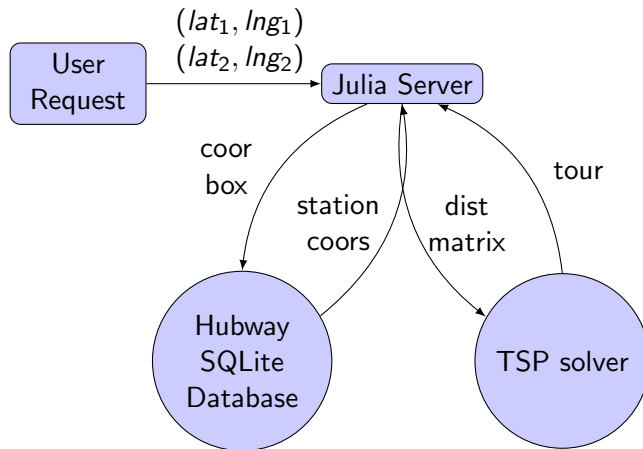 (lat₁, lng₁)
(lat₂, lng₂)
User
Request
Julia Server
coor
box
station
coors
dist
matrix
tour
Hubway
SQLite
Database
TSP solver